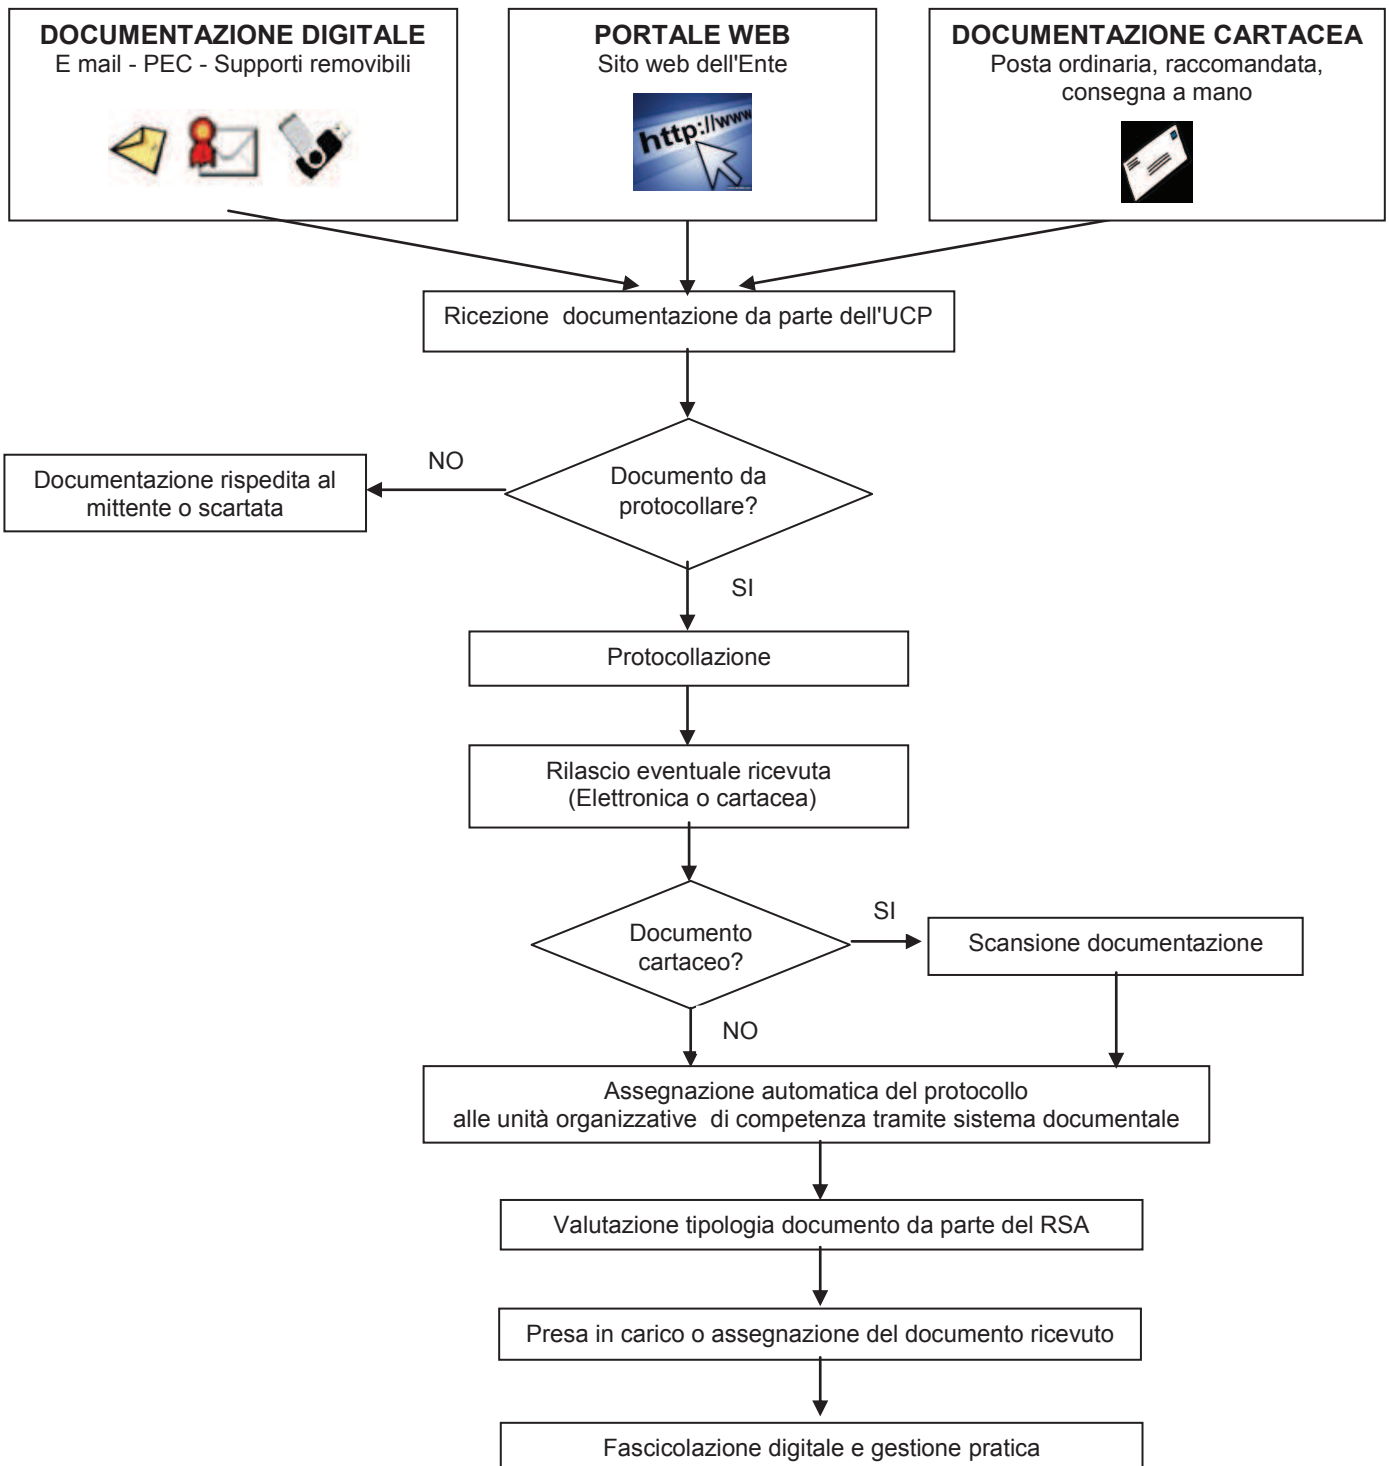 DOCUMENTAZIONE DIGITALE
E mail - PEC - Supporti removibili
PORTALE WEB
Sito web dell'Ente
http://www
DOCUMENTAZIONE CARTACEA
Posta ordinaria, raccomandata,
consegna a mano
Ricezione documentazione da parte dell'UCP
Documento da
protocollare?
NO
Documentazione rispedita al
mittente o scartata
SI
Protocollazione
Rilascio eventuale ricevuta
(Elettronica o cartacea)
Documento
cartaceo?
SI
Scansione documentazione
NO
Assegnazione automatica del protocollo
alle unità organizzative di competenza tramite sistema documentale
Valutazione tipologia documento da parte del RSA
Presa in carico o assegnazione del documento ricevuto
Fascicolazione digitale e gestione pratica